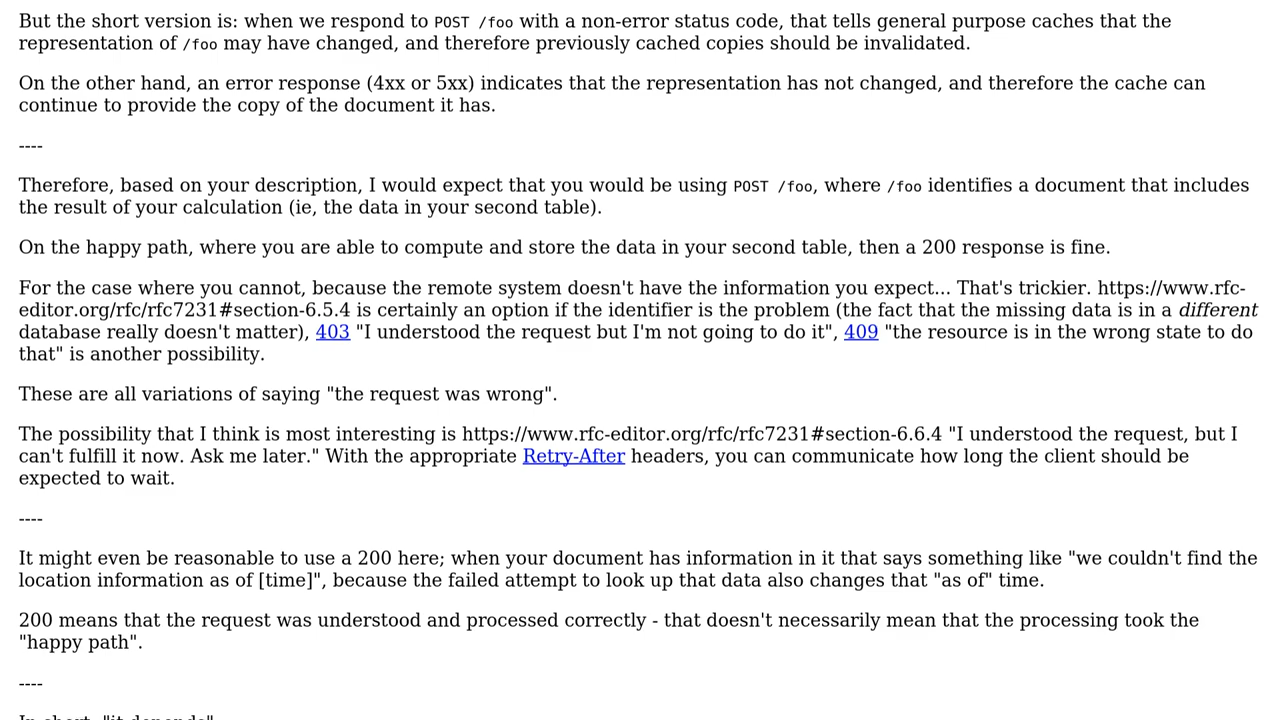 But the short version is: when we respond to POST /foo with a non-error status code, that tells general purpose caches that the
representation of /foo may have changed, and therefore previously cached copies should be invalidated.
On the other hand, an error response (4xx or 5xx) indicates that the representation has not changed, and therefore the cache can
continue to provide the copy of the document it has.
----
Therefore, based on your description, I would expect that you would be using POST /foo, where /foo identifies a document that includes
the result of your calculation (ie, the data in your second table).
On the happy path, where you are able to compute and store the data in your second table, then a 200 response is fine.
For the case where you cannot, because the remote system doesn't have the information you expect... That's trickier. https://www.rfc-
editor.org/rfc/rfc7231#section-6.5.4 is certainly an option if the identifier is the problem (the fact that the missing data is in a different
database really doesn't matter), 403 "I understood the request but I'm not going to do it", 409 "the resource is in the wrong state to do
that" is another possibility.
These are all variations of saying "the request was wrong".
The possibility that I think is most interesting is https://www.rfc-editor.org/rfc/rfc7231#section-6.6.4 "I understood the request, but I
can't fulfill it now. Ask me later." With the appropriate Retry-After headers, you can communicate how long the client should be
expected to wait.
----
It might even be reasonable to use a 200 here; when your document has information in it that says something like "we couldn't find the
location information as of [time]", because the failed attempt to look up that data also changes that "as of" time.
200 means that the request was understood and processed correctly - that doesn't necessarily mean that the processing took the
"happy path".
----
In short, "it depends"